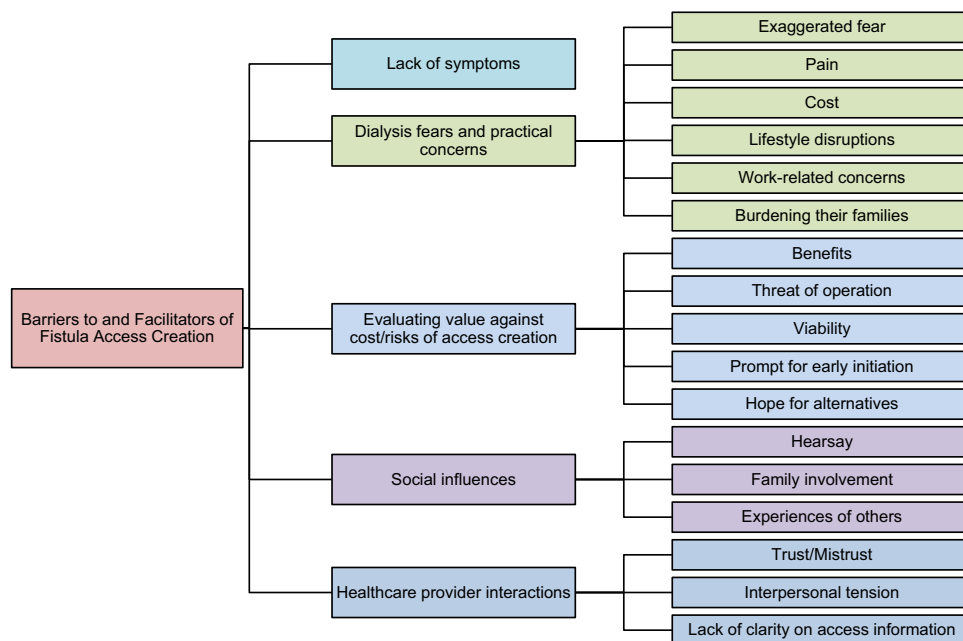 Barriers to and Facilitators of
Fistula Access Creation
Lack of symptoms
Dialysis fears and practical
concerns
Exaggerated fear
Pain
Cost
Lifestyle disruptions
Work-related concerns
Burdening their families
Evaluating value against
cost/risks of access creation
Benefits
Threat of operation
Viability
Prompt for early initiation
Hope for alternatives
Social influences
Hearsay
Family involvement
Experiences of others
Healthcare provider interactions
Trust/Mistrust
Interpersonal tension
Lack of clarity on access information